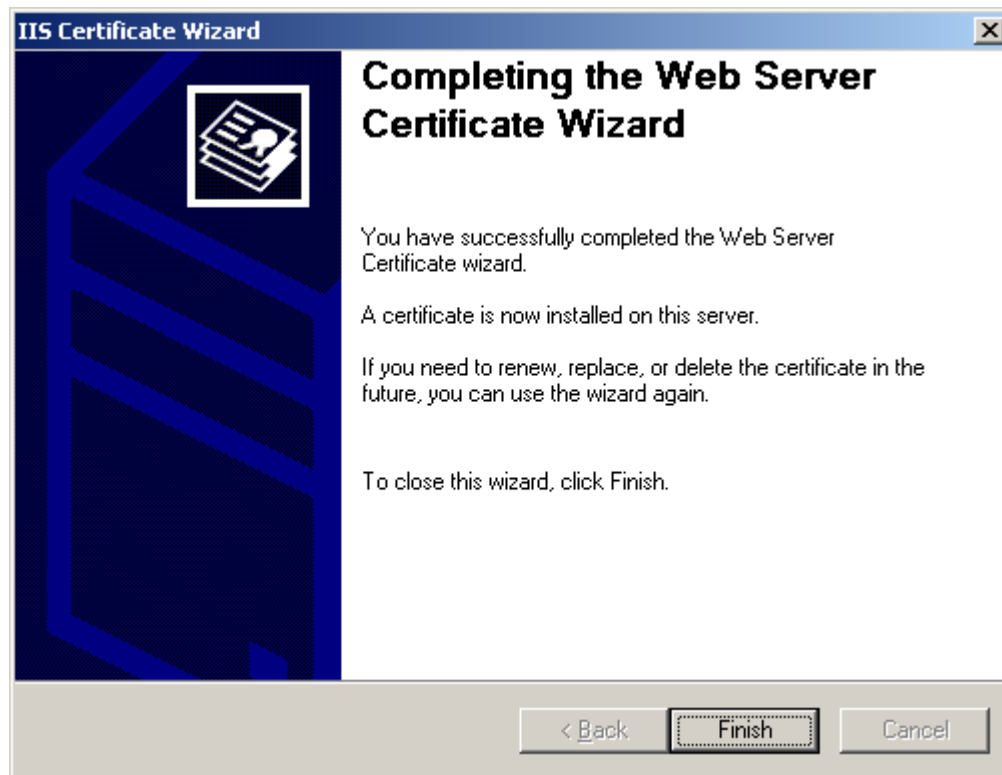 IIS Certificate Wizard
Completing the Web Server
Certificate Wizard
You have successfully completed the Web Server
Certificate wizard.
A certificate is now installed on this server.
If you need to renew, replace, or delete the certificate in the
future, you can use the wizard again.
To close this wizard, click Finish.
< Back Finish Cancel